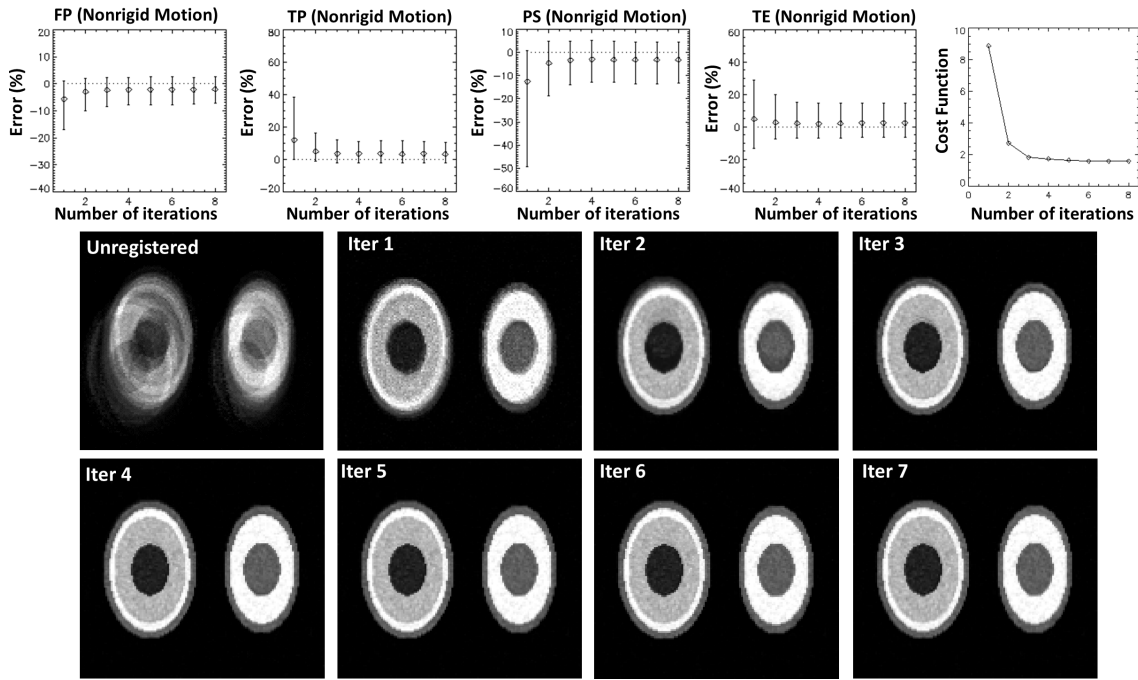 FP (Nonrigid Motion)
TP (Nonrigid Motion)
PS (Nonrigid Motion)
TE (Nonrigid Motion)
Error (%)
20
10
0
−10
−20
−30
−40
2 4 6 8
Number of iterations
Error (%)
80
60
40
20
0
−20
2 4 6 8
Number of iterations
Error (%)
10
0
−10
−20
−30
−40
−50
−60
2 4 6 8
Number of iterations
Error (%)
60
40
20
0
−20
−40
2 4 6 8
Number of iterations
Cost Function
10
8
6
4
2
0
0 2 4 6 8
Number of iterations
Unregistered
Iter 1
Iter 2
Iter 3
Iter 4
Iter 5
Iter 6
Iter 7